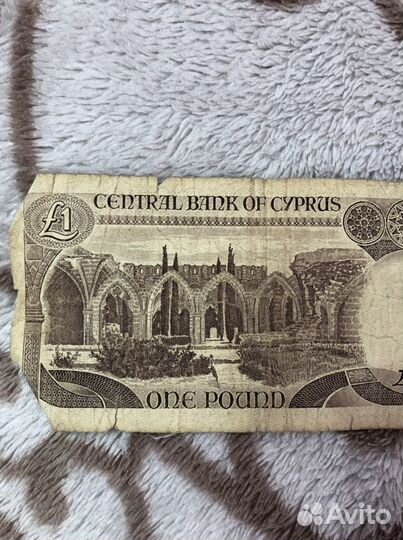 CENTRAL BANK OF CYPRUS
£1
ONE POUND
Avito